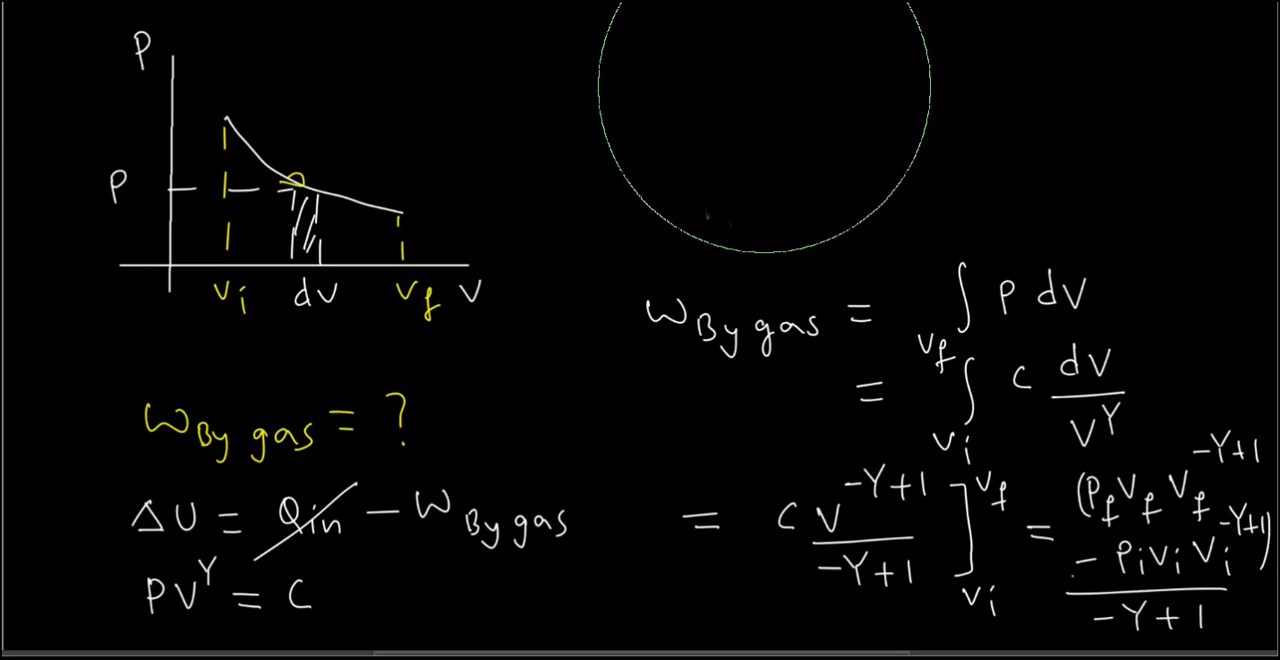 P
P
Vi dV Vf V
W By gas = ?
ΔU = Qin - W By gas
PV^γ = C
W By gas = ∫ P dV
= ∫_{Vi}^{Vf} C dV / V^γ
= C V^{-γ+1} / -γ+1 ]_{Vi}^{Vf} = (Pf Vf Vf^{-γ+1} - Pi Vi Vi^{-γ+1}) / -γ+1